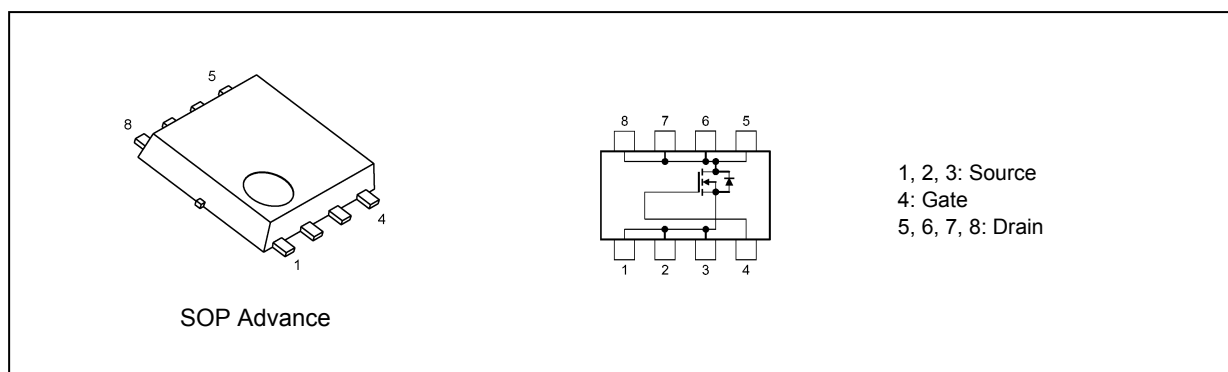 5
8
4
1
SOP Advance
8 7 6 5
1 2 3 4
1, 2, 3: Source
4: Gate
5, 6, 7, 8: Drain